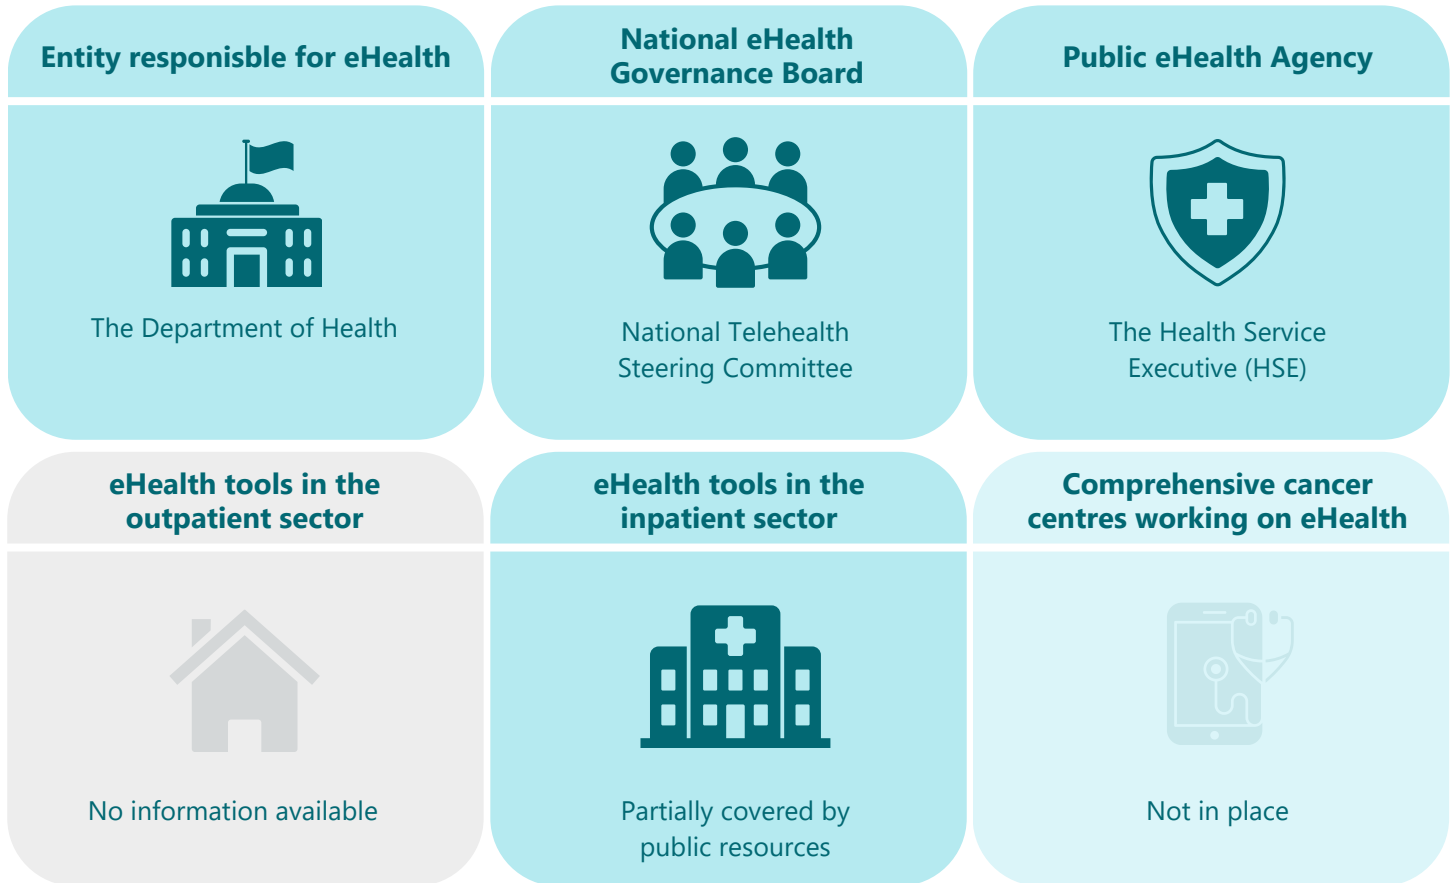 Entity responisble for eHealth
The Department of Health
National eHealth
Governance Board
National Telehealth
Steering Committee
Public eHealth Agency
The Health Service
Executive (HSE)
eHealth tools in the
outpatient sector
No information available
eHealth tools in the
inpatient sector
Partially covered by
public resources
Comprehensive cancer
centres working on eHealth
Not in place